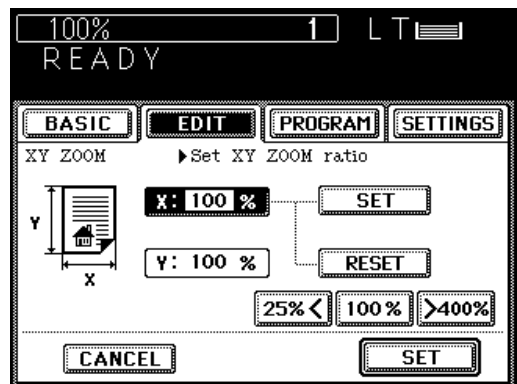 100% 1 LT
READY
BASIC EDIT PROGRAM SETTINGS
XY ZOOM ▶Set XY ZOOM ratio
X: 100 % SET
Y
Y: 100 % RESET
X
25%< 100% >400%
CANCEL SET